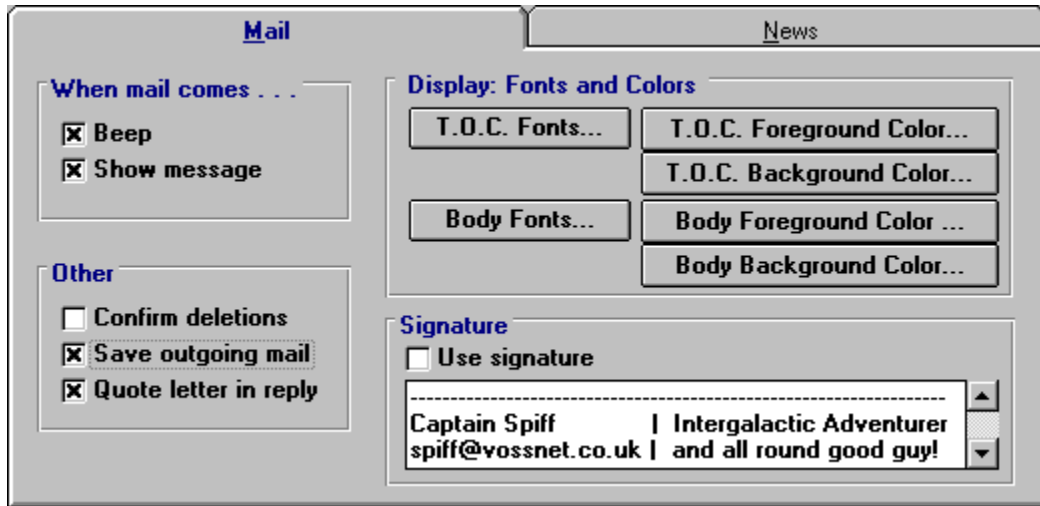 Mail
News
When mail comes . . .
Beep
Show message
Other
Confirm deletions
Save outgoing mail
Quote letter in reply
Display: Fonts and Colors
T.O.C. Fonts...
T.O.C. Foreground Color...
T.O.C. Background Color...
Body Fonts...
Body Foreground Color ...
Body Background Color...
Signature
Use signature
-------------------------------------------------------------------
Captain Spiff | Intergalactic Adventurer
spiff@vossnet.co.uk | and all round good guy!